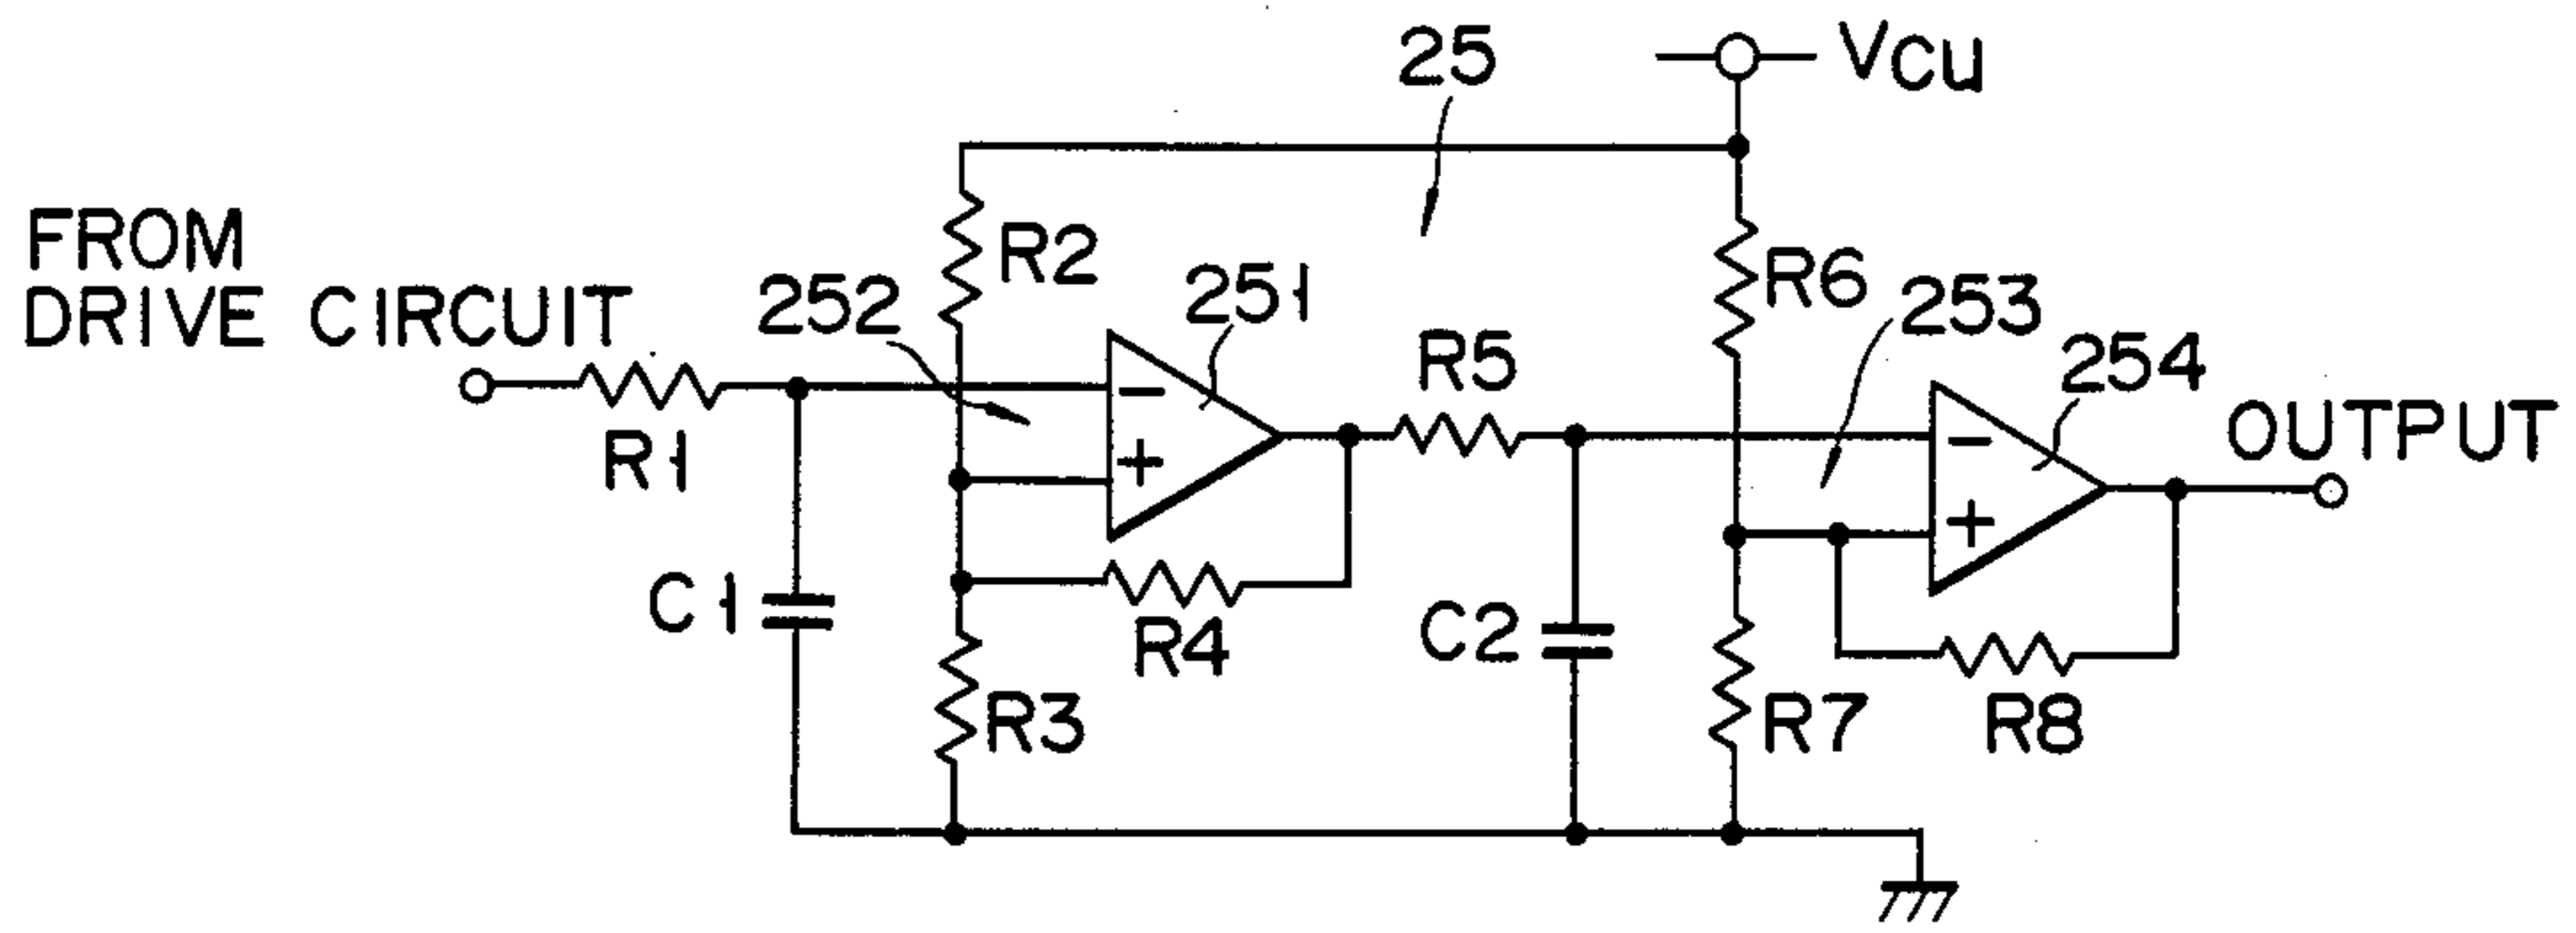 25
Vcu
FROM
DRIVE CIRCUIT
R2
252
251
R6
253
R5
254
OUTPUT
R1
-
+
-
+
C1
R4
C2
R3
R7
R8